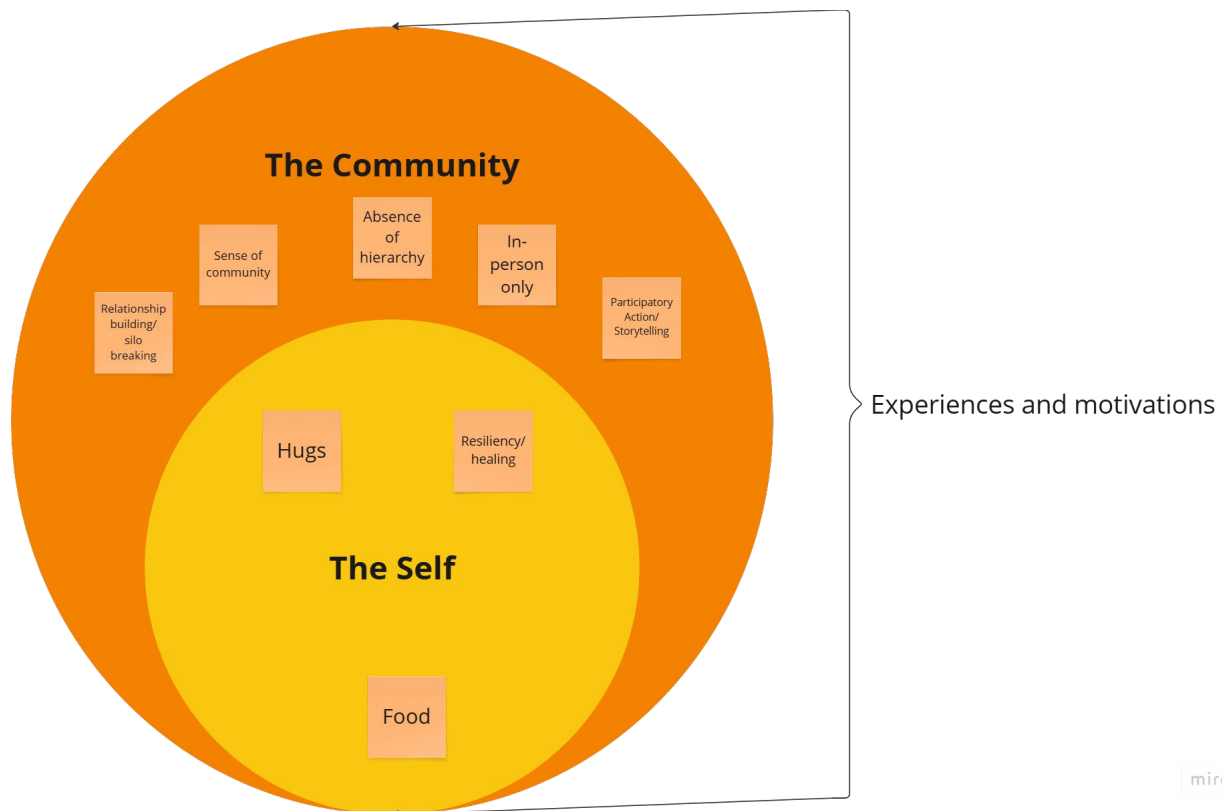 The Community
Absence
of
hierarchy
Sense of
community
In-
person
only
Relationship
building/
silo
breaking
Participatory
Action/
Storytelling
Experiences and motivations
Hugs
Resiliency/
healing
The Self
Food